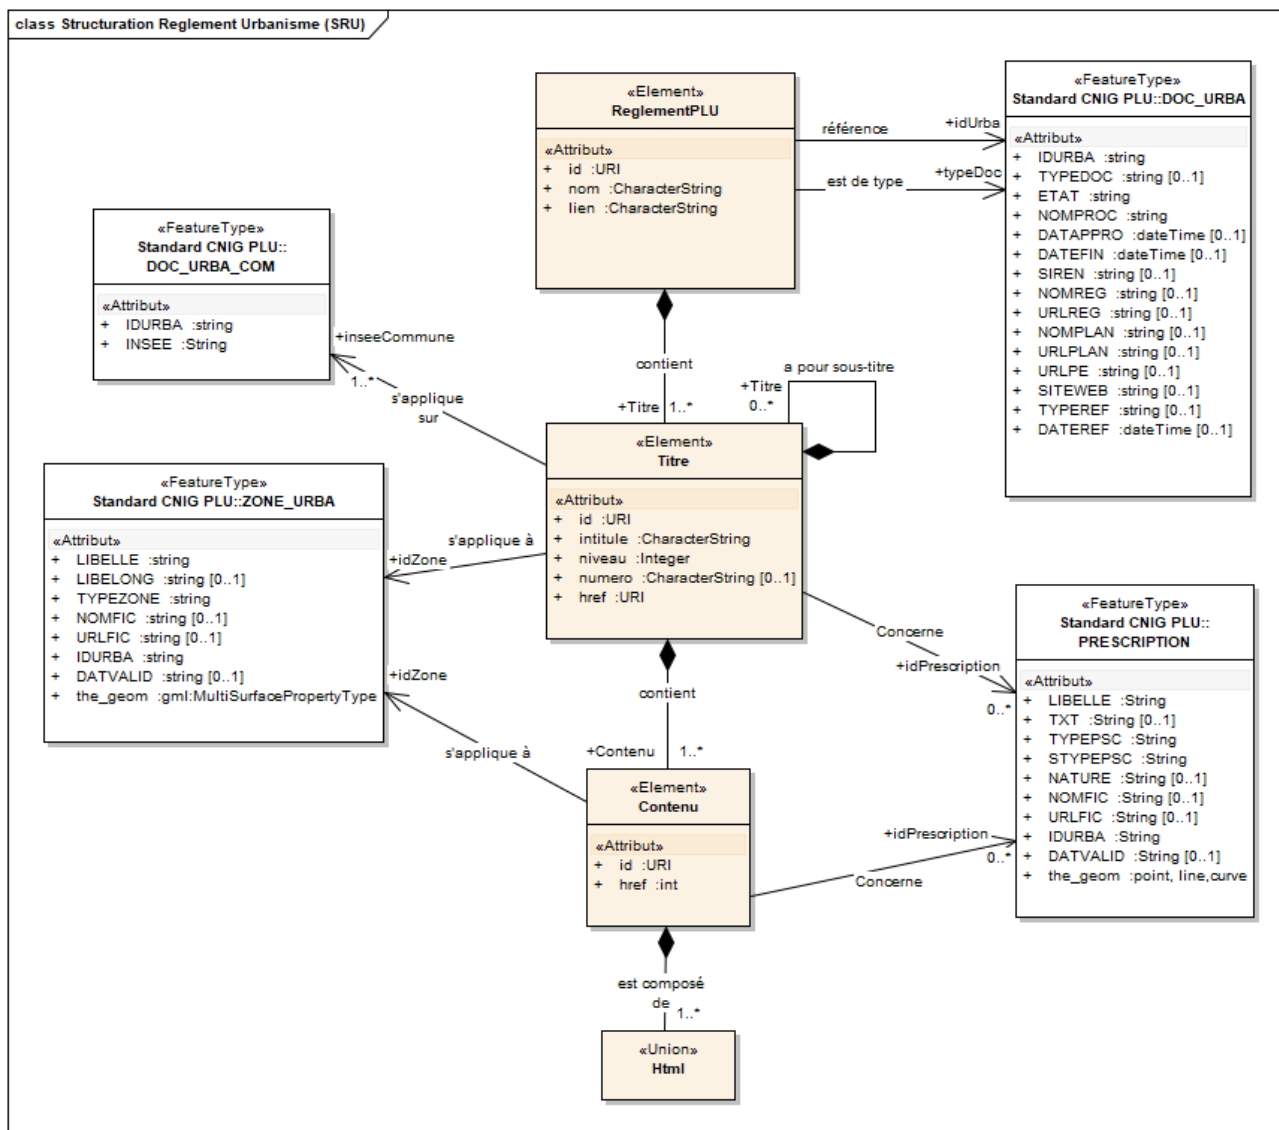 class Structuration Reglement Urbanisme (SRU)
«Element»
ReglementPLU
«Attribut»
+ id :URI
+ nom :CharacterString
+ lien :CharacterString
référence
+idUrba
est de type
+typeDoc
«FeatureType»
Standard CNIG PLU::DOC_URBA
«Attribut»
+ IDURBA :string
+ TYPEDOC :string [0..1]
+ ETAT :string
+ NOMPROC :string
+ DATAPPRO :dateTime [0..1]
+ DATEFIN :dateTime [0..1]
+ SIREN :string [0..1]
+ NOMREG :string [0..1]
+ URLREG :string [0..1]
+ NOMPLAN :string [0..1]
+ URLPLAN :string [0..1]
+ URLPE :string [0..1]
+ SITEWEB :string [0..1]
+ TYPEREF :string [0..1]
+ DATEREF :dateTime [0..1]
«FeatureType»
Standard CNIG PLU::
DOC_URBA_COM
«Attribut»
+ IDURBA :string
+ INSEE :String
+inseeCommune
1..*
s'applique
sur
contient
+Titre 1..*
a pour sous-titre
+Titre
0..*
«Element»
Titre
«Attribut»
+ id :URI
+ intitule :CharacterString
+ niveau :Integer
+ numero :CharacterString [0..1]
+ href :URI
«FeatureType»
Standard CNIG PLU::ZONE_URBA
«Attribut»
+ LIBELLE :string
+ LIBELONG :string [0..1]
+ TYPEZONE :string
+ NOMFIC :string [0..1]
+ URLFIC :string [0..1]
+ IDURBA :string
+ DATVALID :string [0..1]
+ the_geom :gml:MultiSurfacePropertyType
s'applique à
+idZone
+idZone
s'applique à
contient
+Contenu 1..*
Concerne
+idPrescription
0..*
«FeatureType»
Standard CNIG PLU::
PRESCRIPTION
«Attribut»
+ LIBELLE :String
+ TXT :String [0..1]
+ TYPEPSC :String
+ STYPEPSC :String
+ NATURE :String [0..1]
+ NOMFIC :String [0..1]
+ URLFIC :String [0..1]
+ IDURBA :String
+ DATVALID :String [0..1]
+ the_geom :point, line,curve
«Element»
Contenu
«Attribut»
+ id :URI
+ href :int
+idPrescription
0..*
Concerne
est composé
de
1..*
«Union»
Html